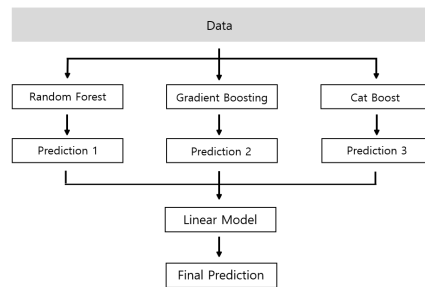 Data
Random Forest
Gradient Boosting
Cat Boost
Prediction 1
Prediction 2
Prediction 3
Linear Model
Final Prediction